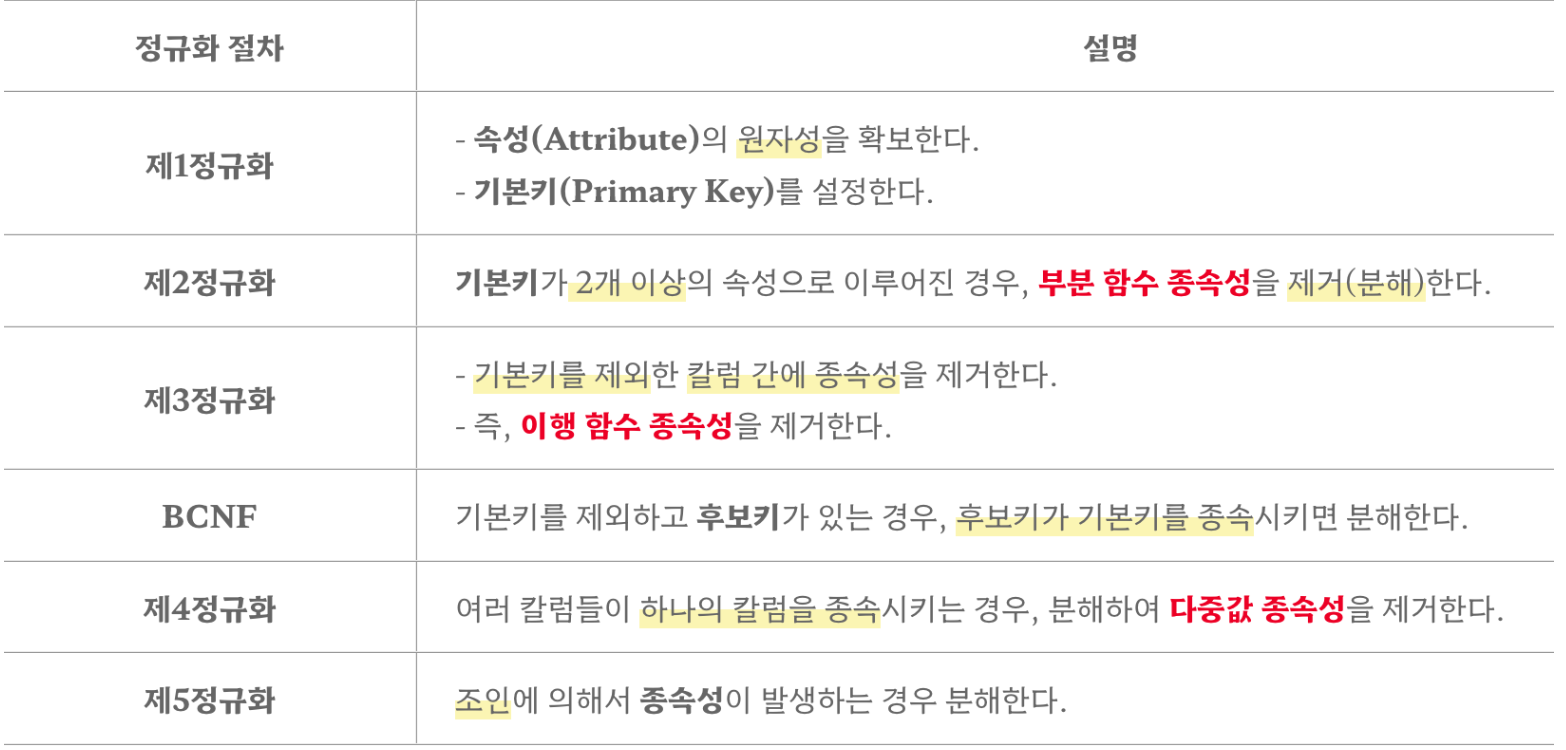 정규화 절차
설명
제1정규화
- 속성(Attribute)의 원자성을 확보한다.
- 기본키(Primary Key)를 설정한다.
제2정규화
기본키가 2개 이상의 속성으로 이루어진 경우, 부분 함수 종속성을 제거(분해)한다.
제3정규화
- 기본키를 제외한 칼럼 간에 종속성을 제거한다.
- 즉, 이행 함수 종속성을 제거한다.
BCNF
기본키를 제외하고 후보키가 있는 경우, 후보키가 기본키를 종속시키면 분해한다.
제4정규화
여러 칼럼들이 하나의 칼럼을 종속시키는 경우, 분해하여 다중값 종속성을 제거한다.
제5정규화
조인에 의해서 종속성이 발생하는 경우 분해한다.